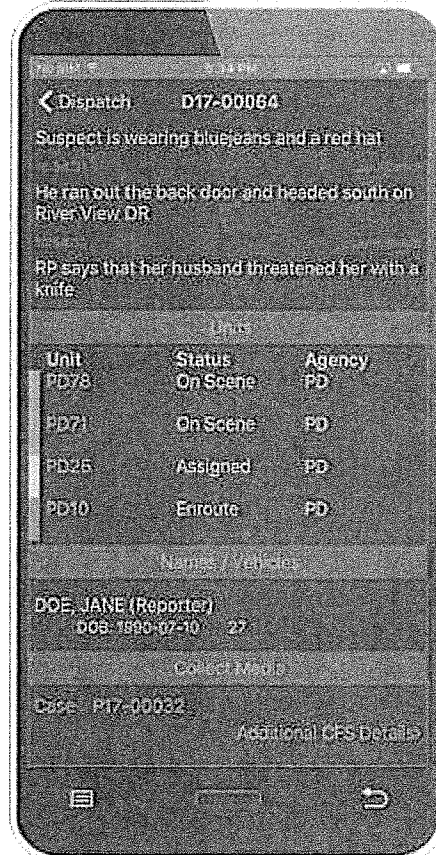 Dispatch D17-00064
Suspect is wearing bluejeans and a red hat
He ran out the back door and headed south on
River View DR
RP says that her husband threatened her with a
knife
Units
Unit Status Agency
PD78 On Scene PD
PD71 On Scene PD
PD26 Assigned PD
PD10 Enroute PD
Names / Vehicles
DOE, JANE (Reporter)
DOB: 1990-07-10 27
Collect Media
Case P17-00032
Additional CFS Details>